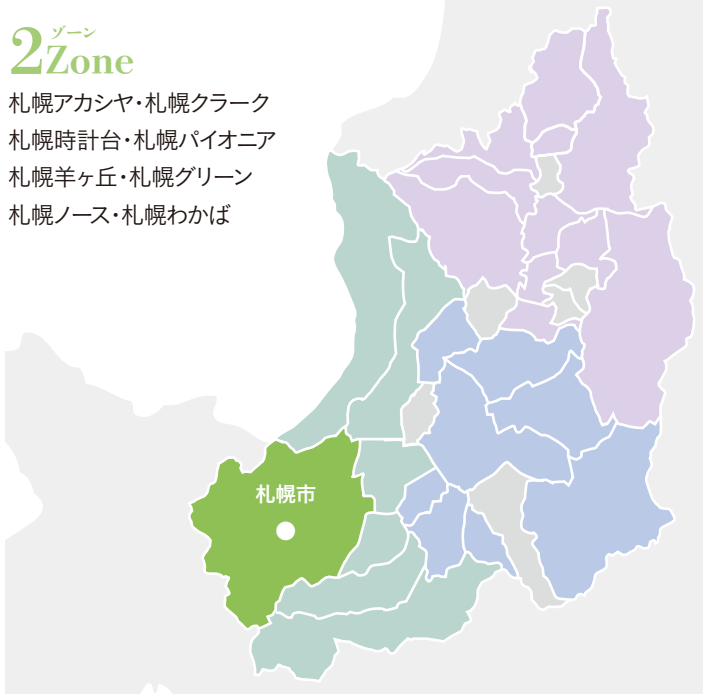 ゾーン
2Zone
札幌アカシヤ・札幌クラーク
札幌時計台・札幌パイオニア
札幌羊ヶ丘・札幌グリーン
札幌ノース・札幌わかば
札幌市